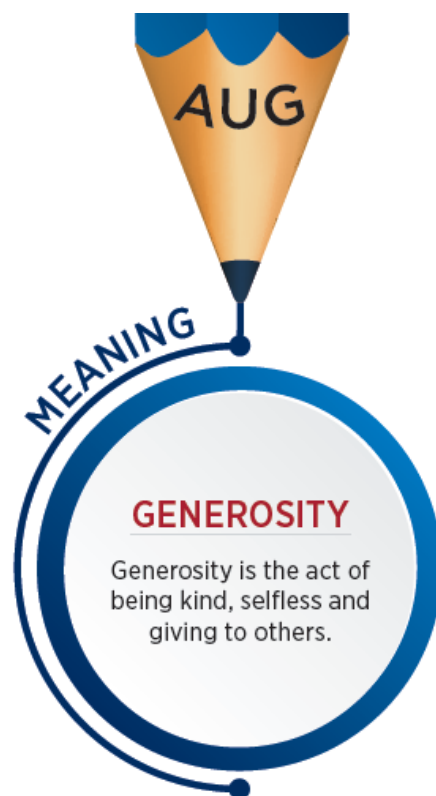 AUG
MEANING
GENEROSITY
Generosity is the act of
being kind, selfless and
giving to others.